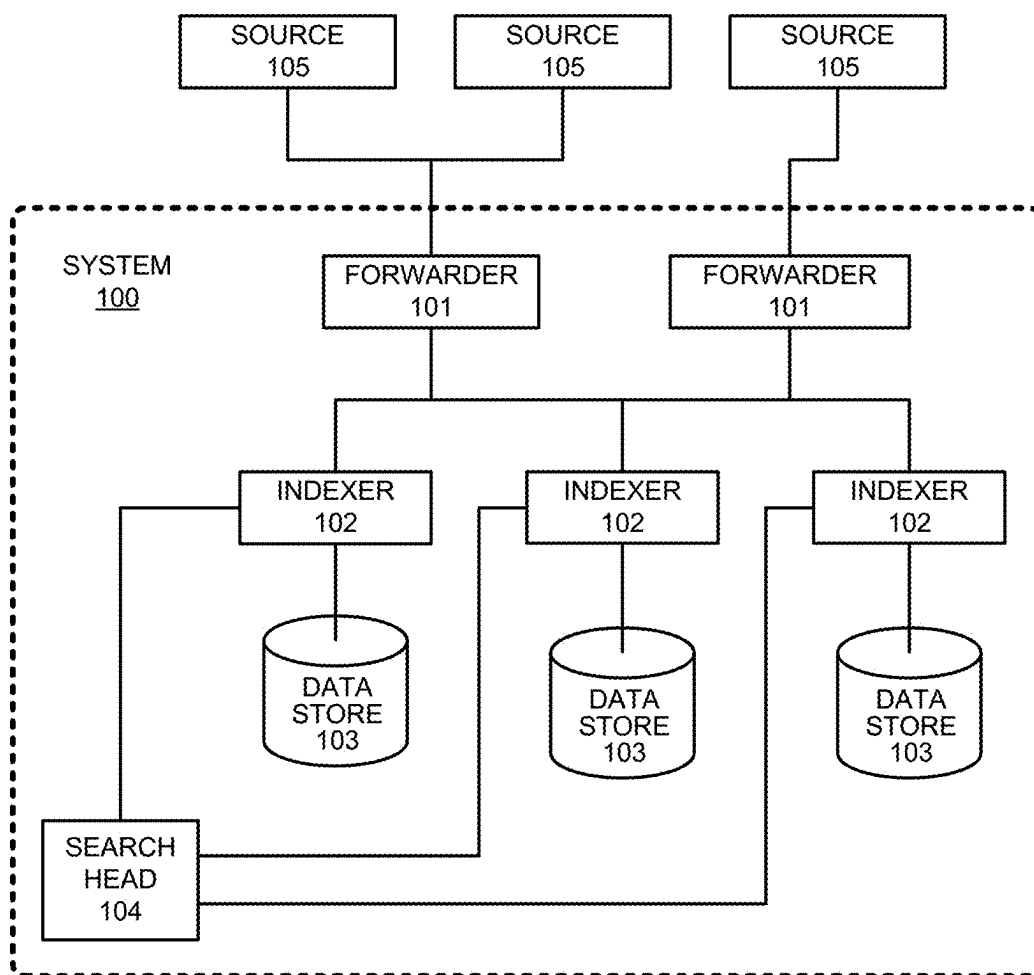 SOURCE
105
SOURCE
105
SOURCE
105
SYSTEM
100
FORWARDER
101
FORWARDER
101
INDEXER
102
INDEXER
102
INDEXER
102
DATA
STORE
103
DATA
STORE
103
DATA
STORE
103
SEARCH
HEAD
104